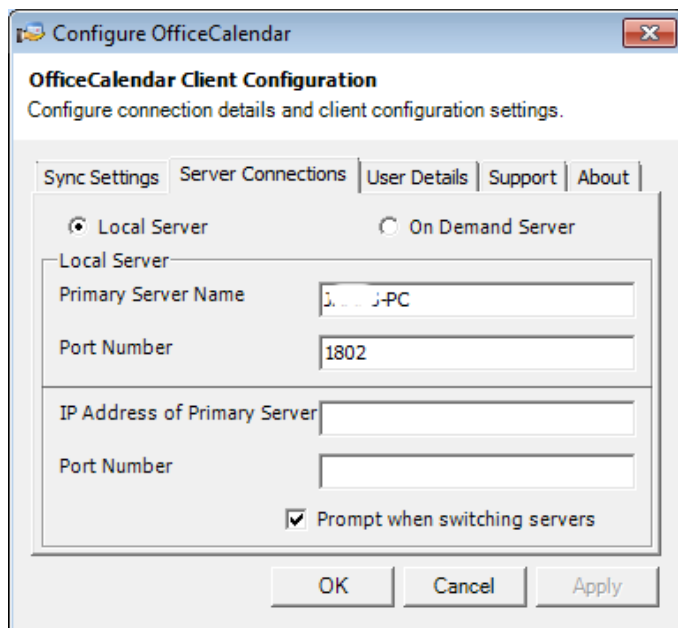 Configure OfficeCalendar
OfficeCalendar Client Configuration
Configure connection details and client configuration settings.
Sync Settings Server Connections User Details Support About
Local Server On Demand Server
Local Server
Primary Server Name -PC
Port Number 1802
IP Address of Primary Server
Port Number
Prompt when switching servers
OK Cancel Apply